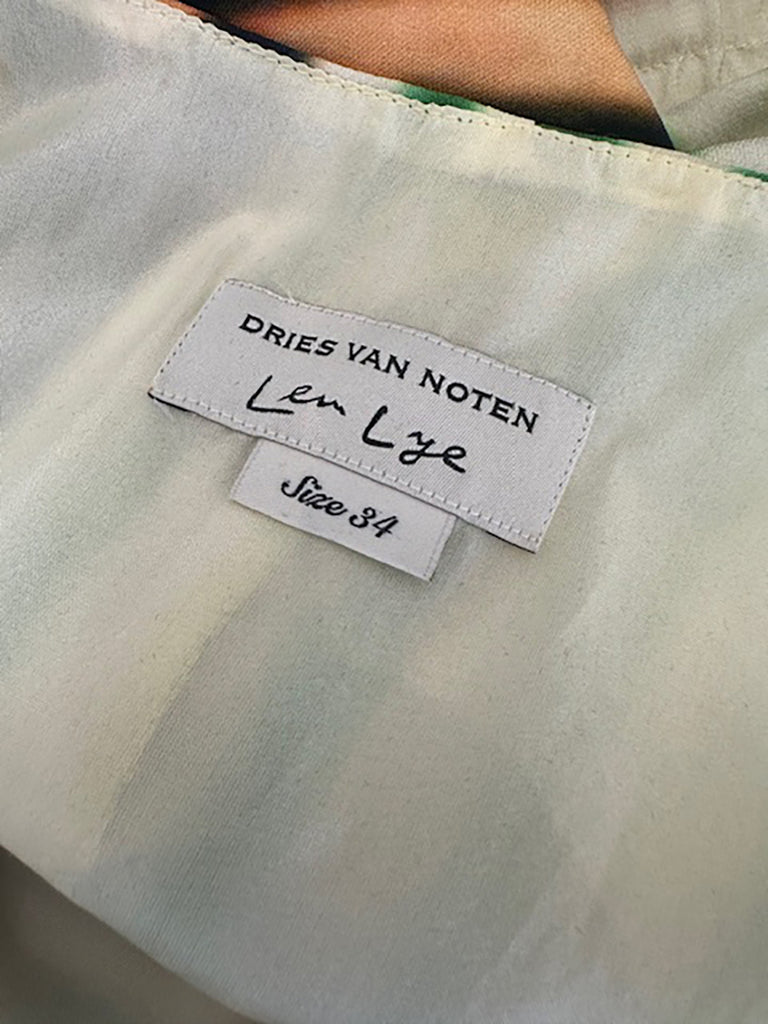 DRIES VAN NOTEN
Len Lye
Size 34